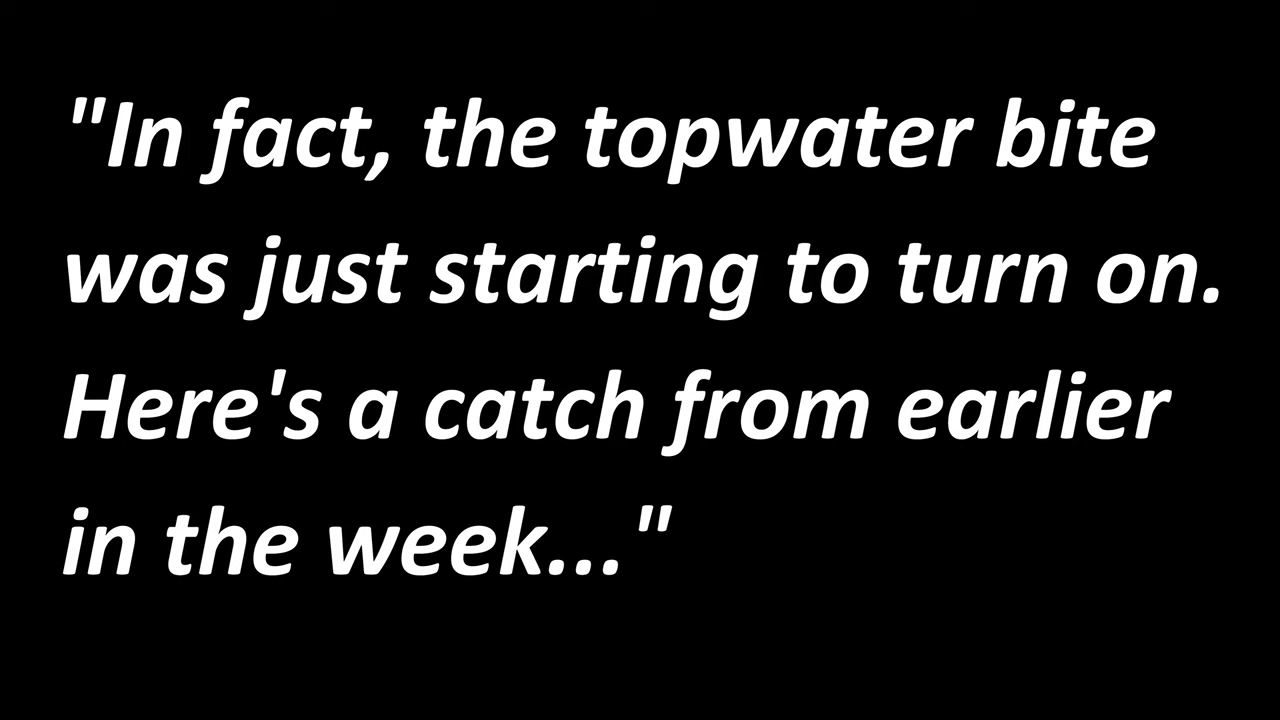 "In fact, the topwater bite
was just starting to turn on.
Here's a catch from earlier
in the week..."